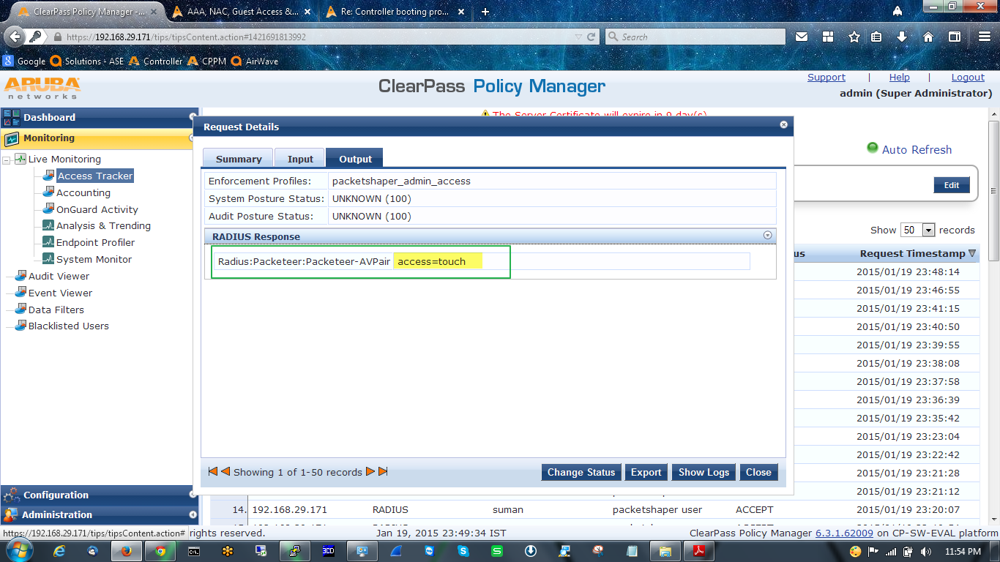 ClearPass Policy Manager -...
AAA, NAC, Guest Access &...
Re: Controller booting pro...
https://192.168.29.171/tips/tipsContent.action#1421691813992
Search
Google
Solutions - ASE
Controller
CPPM
AirWave
ARUBA
networks
ClearPass Policy Manager
Support | Help | Logout
admin (Super Administrator)
The Server Certificate will expire in 9 day(s)
Dashboard
Monitoring
Live Monitoring
Access Tracker
Accounting
OnGuard Activity
Analysis & Trending
Endpoint Profiler
System Monitor
Audit Viewer
Event Viewer
Data Filters
Blacklisted Users
Configuration
Administration
Request Details
Summary
Input
Output
Enforcement Profiles: packetshaper_admin_access
System Posture Status: UNKNOWN (100)
Audit Posture Status: UNKNOWN (100)
RADIUS Response
Radius:Packeteer:Packeteer-AVPair access=touch
Showing 1 of 1-50 records
Change Status
Export
Show Logs
Close
Auto Refresh
Edit
Show 50 records
us
Request Timestamp
2015/01/19 23:48:14
2015/01/19 23:46:55
2015/01/19 23:41:15
2015/01/19 23:40:50
2015/01/19 23:39:55
2015/01/19 23:38:08
2015/01/19 23:37:58
2015/01/19 23:36:39
2015/01/19 23:35:42
2015/01/19 23:23:04
2015/01/19 23:22:42
2015/01/19 23:21:28
2015/01/19 23:21:12
14. 192.168.29.171 RADIUS suman packetshaper user ACCEPT 2015/01/19 23:20:07
https://192.168.29.171/tips/tipsContent.action#
rights reserved.
Jan 19, 2015 23:49:34 IST
ClearPass Policy Manager 6.3.1.62009 on CP-SW-EVAL platform
11:54 PM